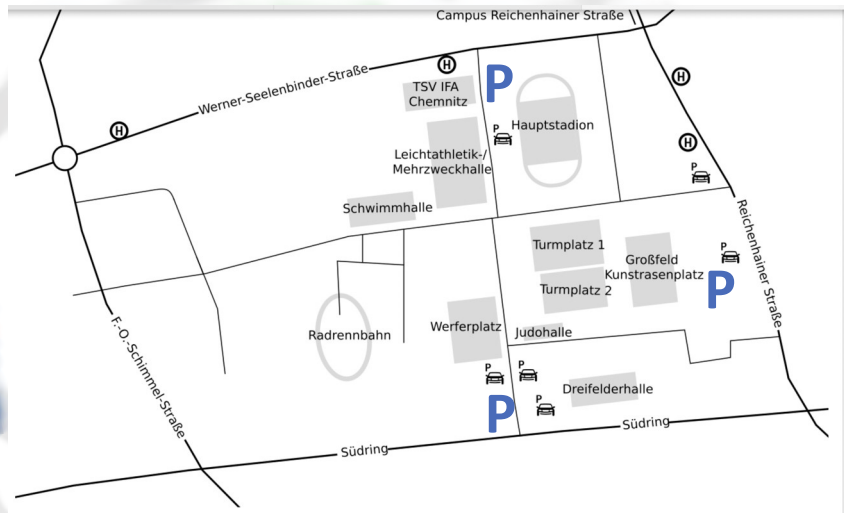 Campus Reichenhainer Straße
H
P
Werner-Seelenbinder-Straße
TSV IFA
Chemnitz
H
H
P
Hauptstadion
H
Leichtathletik-/
Mehrzweckhalle
P
Schwimmhalle
Reichenhainer Straße
Turmplatz 1
P
Großfeld
Kunstrasenplatz
Turmplatz 2
P
Radrennbahn
Werferplatz
Judohalle
F.-O.-Schimmel-Straße
P
P
Dreifelderhalle
P
P
Südring
Südring